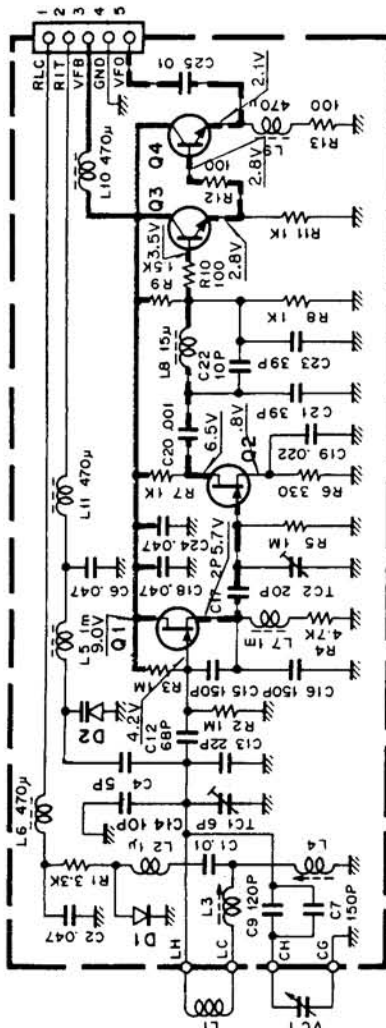 1 2 3 4 5
RLC
RIT
VFB
GND
VFO
C25 .01
2.1V
Q4
470μ
L9
100
R13
100
R12
2.8V
L10 470μ
Q3
3.5V
1.5K
R9
R10
100
2.8V
R11 1K
L8 15μ
C22
10P
R8
1K
C23 39P
C21 39P
C20 .001
6.5V
.8V
Q2
C19 .022
R7 1K
R6 330
L11 470μ
C24 .047
C18 .047
C6 .047
5.7V
C17 2P
R5
1M
TC2 20P
L5 1m
9.0V
Q1
L7 1m
4.7K
R4
R3 1M
4.2V
C15 150P
C16 150P
D2
C12
68P
R2 1M
C13 22P
C4
5P
C14 10P
TC1 6P
L6 470μ
R1 3.3K
L2 1μ
C1 .01
L3
L4
C2 .047
D1
C9 120P
C7
150P
LH
LC
CH
CG
L1
VC1